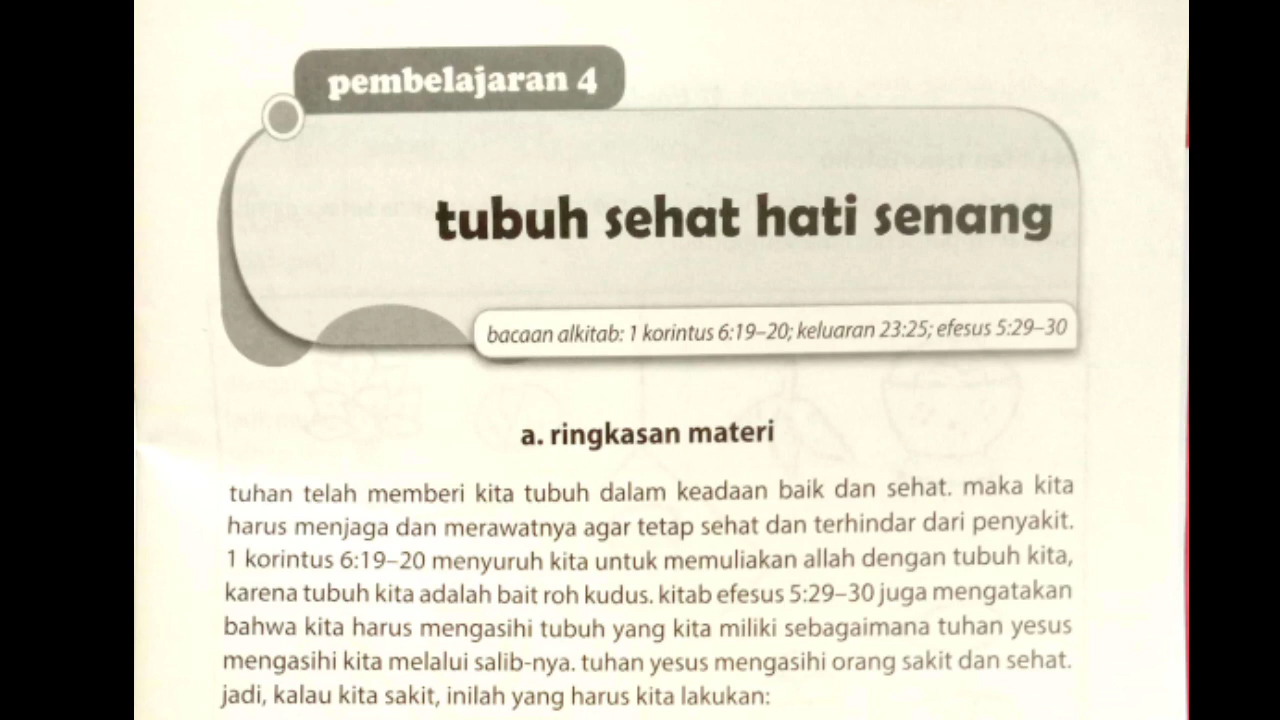 pembelajaran 4
tubuh sehat hati senang
bacaan alkitab: 1 korintus 6:19–20; keluaran 23:25; efesus 5:29–30
a. ringkasan materi
tuhan telah memberi kita tubuh dalam keadaan baik dan sehat. maka kita
harus menjaga dan merawatnya agar tetap sehat dan terhindar dari penyakit.
1 korintus 6:19–20 menyuruh kita untuk memuliakan allah dengan tubuh kita,
karena tubuh kita adalah bait roh kudus. kitab efesus 5:29–30 juga mengatakan
bahwa kita harus mengasihi tubuh yang kita miliki sebagaimana tuhan yesus
mengasihi kita melalui salib-nya. tuhan yesus mengasihi orang sakit dan sehat.
jadi, kalau kita sakit, inilah yang harus kita lakukan: